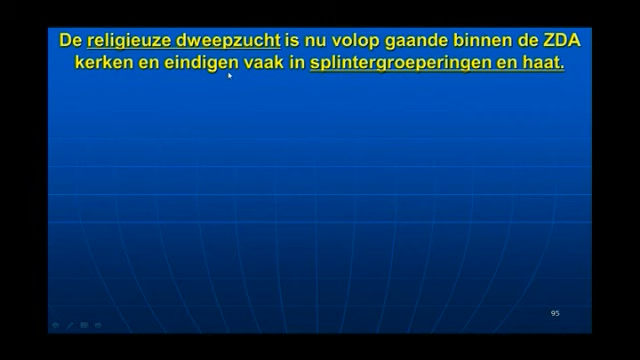 De religieuze dweepzucht is nu volop gaande binnen de ZDA
kerken en eindigen vaak in splintergroeperingen en haat.
95